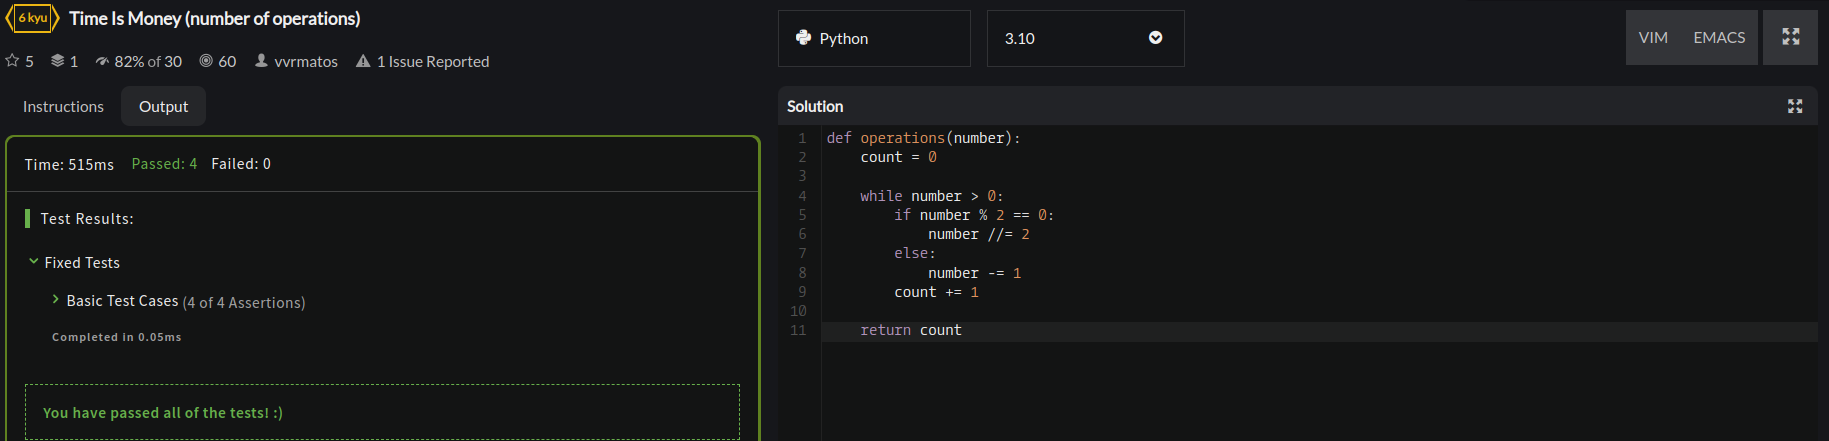 6 kyu Time Is Money (number of operations)
5 1 82% of 30 60 vvrmatos 1 Issue Reported
Instructions Output
Time: 515ms Passed: 4 Failed: 0
Test Results:
Fixed Tests
Basic Test Cases (4 of 4 Assertions)
Completed in 0.05ms
You have passed all of the tests! :)
Python 3.10 VIM EMACS
Solution
1 def operations(number):
2     count = 0
3
4     while number > 0:
5         if number % 2 == 0:
6             number //= 2
7         else:
8             number -= 1
9         count += 1
10
11     return count